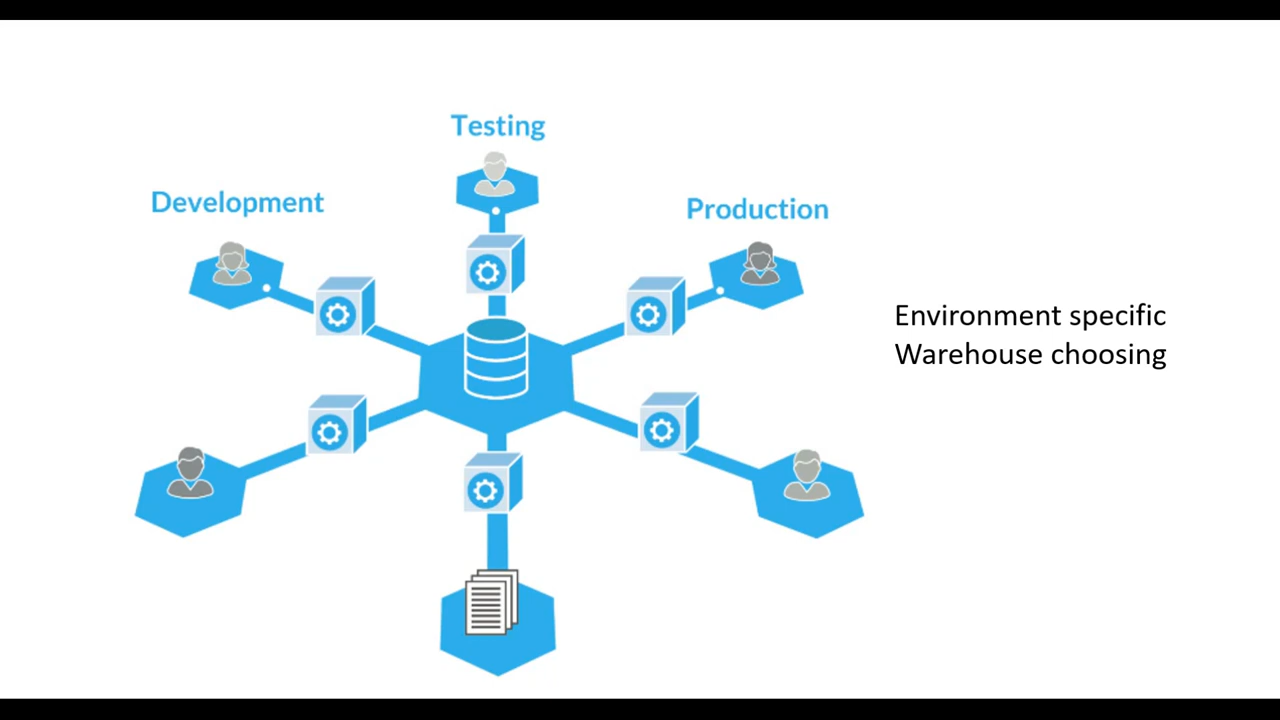 Testing
Development
Production
Environment specific
Warehouse choosing